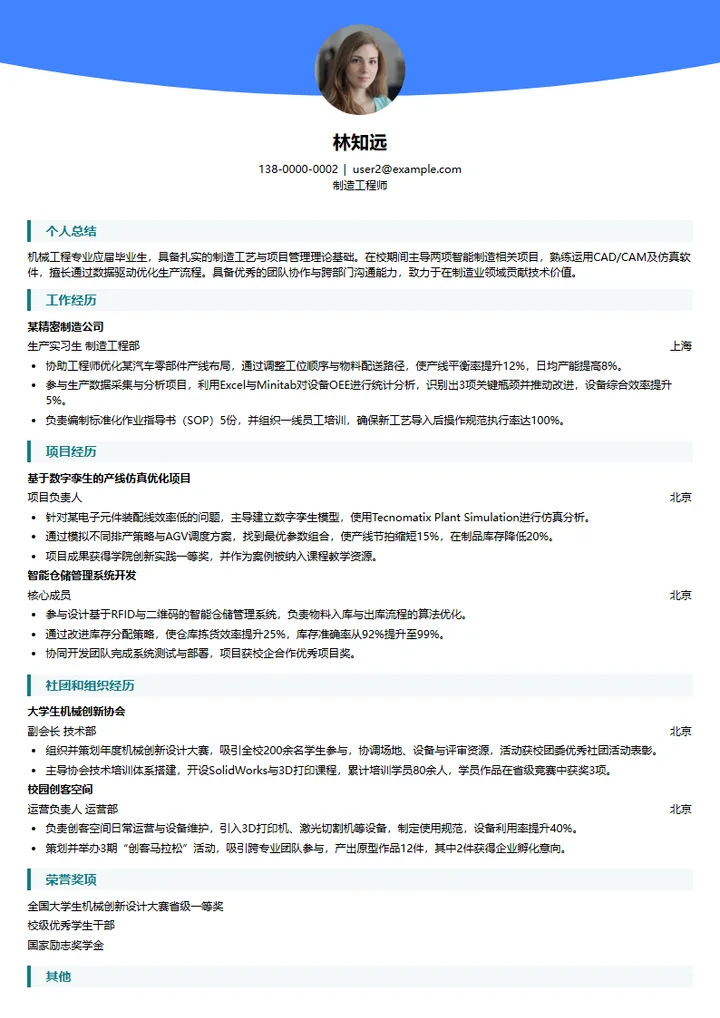 林知远
138-0000-0002 | user2@example.com
制造工程师
个人总结
机械工程专业应届毕业生，具备扎实的制造工艺与项目管理理论基础。在校期间主导两项智能制造相关项目，熟练运用CAD/CAM及仿真软
件，擅长通过数据驱动优化生产流程。具备优秀的团队协作与跨部门沟通能力，致力于在制造业领域贡献技术价值。
工作经历
某精密制造公司
生产实习生 制造工程部 上海
• 协助工程师优化某汽车零部件产线布局，通过调整工位顺序与物料配送路径，使产线平衡率提升12%，日均产能提高8%。
• 参与生产数据采集与分析项目，利用Excel与Minitab对设备OEE进行统计分析，识别出3项关键瓶颈并推动改进，设备综合效率提升
5%。
• 负责编制标准化作业指导书（SOP）5份，并组织一线员工培训，确保新工艺导入后操作规范执行率达100%。
项目经历
基于数字孪生的产线仿真优化项目
项目负责人 北京
• 针对某电子元件装配线效率低的问题，主导建立数字孪生模型，使用Tecnomatix Plant Simulation进行仿真分析。
• 通过模拟不同排产策略与AGV调度方案，找到最优参数组合，使产线节拍缩短15%，在制品库存降低20%。
• 项目成果获得学院创新实践一等奖，并作为案例被纳入课程教学资源。
智能仓储管理系统开发
核心成员 北京
• 参与设计基于RFID与二维码的智能仓储管理系统，负责物料入库与出库流程的算法优化。
• 通过改进库存分配策略，使仓库拣货效率提升25%，库存准确率从92%提升至99%。
• 协同开发团队完成系统测试与部署，项目获校企合作优秀项目奖。
社团和组织经历
大学生机械创新协会
副会长 技术部 北京
• 组织并策划年度机械创新设计大赛，吸引全校200余名学生参与，协调场地、设备与评审资源，活动获校团委优秀社团活动表彰。
• 主导协会技术培训体系搭建，开设SolidWorks与3D打印课程，累计培训学员80余人，学员作品在省级竞赛中获奖3项。
校园创客空间
运营负责人 运营部 北京
• 负责创客空间日常运营与设备维护，引入3D打印机、激光切割机等设备，制定使用规范，设备利用率提升40%。
• 策划并举办3期“创客马拉松”活动，吸引跨专业团队参与，产出原型作品12件，其中2件获得企业孵化意向。
荣誉奖项
全国大学生机械创新设计大赛省级一等奖
校级优秀学生干部
国家励志奖学金
其他